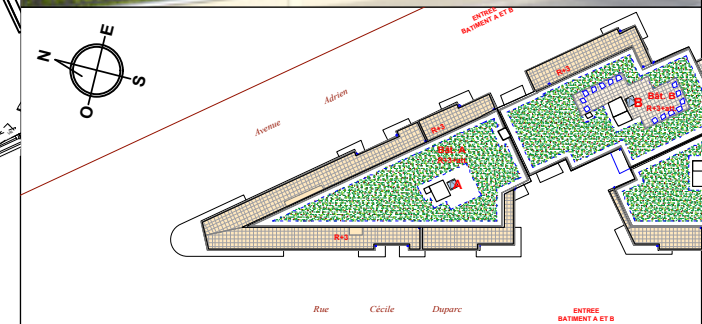 ENTREE
BATIMENT A ET B
N
E
S
O
Avenue Adrien
R+3
R+3
Bât. A
R+3+att
A
R+3
Bât. B
R+3+att
B
Rue Cécile Duparc
ENTREE
BATIMENT A ET B